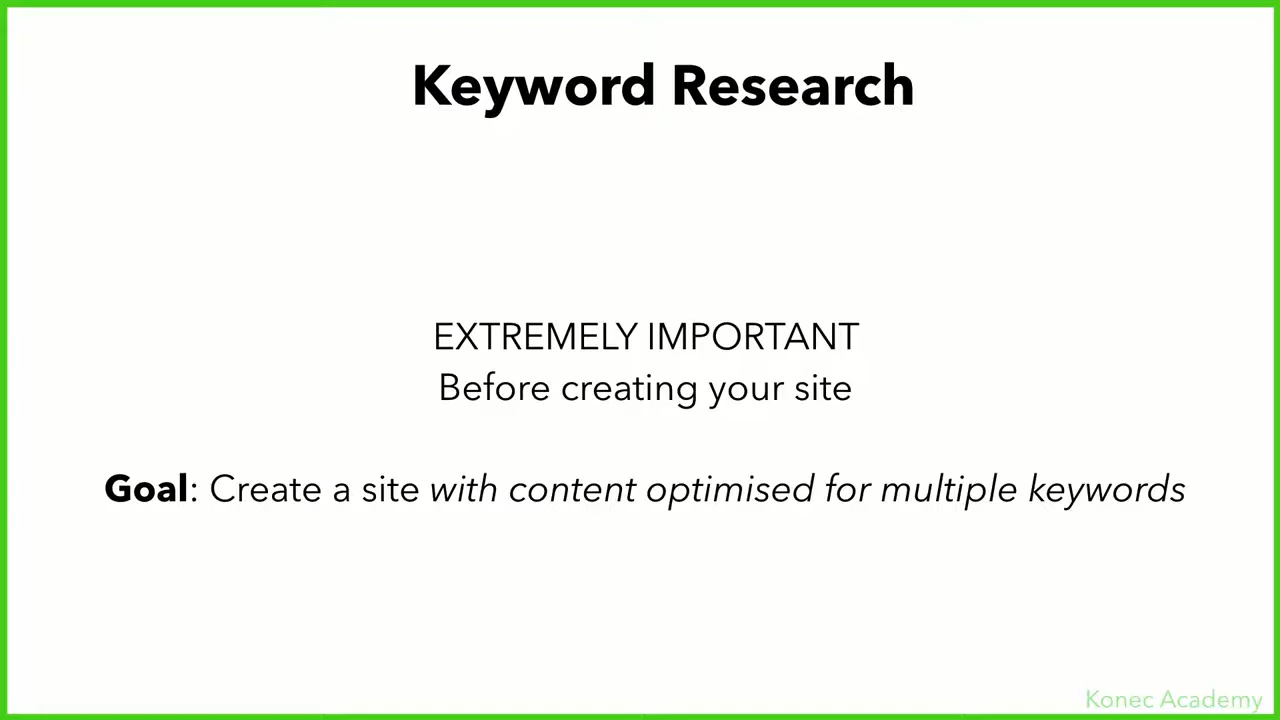 Keyword Research
EXTREMELY IMPORTANT
Before creating your site
Goal: Create a site with content optimised for multiple keywords
Konec Academy